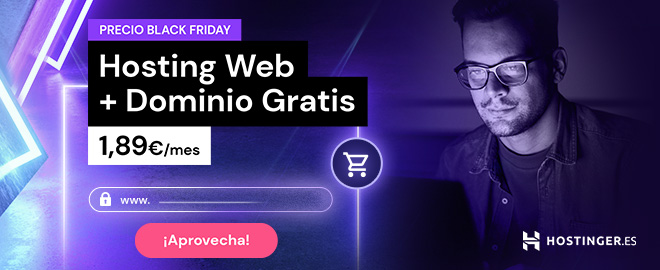 PRECIO BLACK FRIDAY
Hosting Web
+ Dominio Gratis
1,89€/mes
www.
¡Aprovecha!
HOSTINGER.ES